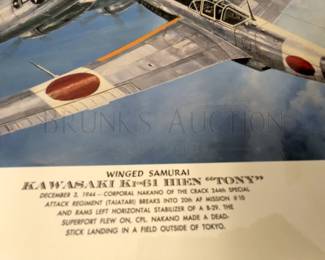 BRUNK AUCTION
WINGED SAMURAI
KAWASAKI Ki-61 HIEN "TONY"
DECEMBER 3, 1944 – CORPORAL NAKANO OF THE CRACK 244th SPECIAL
ATTACK REGIMENT (TAIATARI) BREAKS INTO 20th AF MISSION #10
AND RAMS LEFT HORIZONTAL STABILIZER OF A B-29. THE
SUPERFORT FLEW ON, CPL. NAKANO MADE A DEAD-
STICK LANDING IN A FIELD OUTSIDE OF TOKYO.